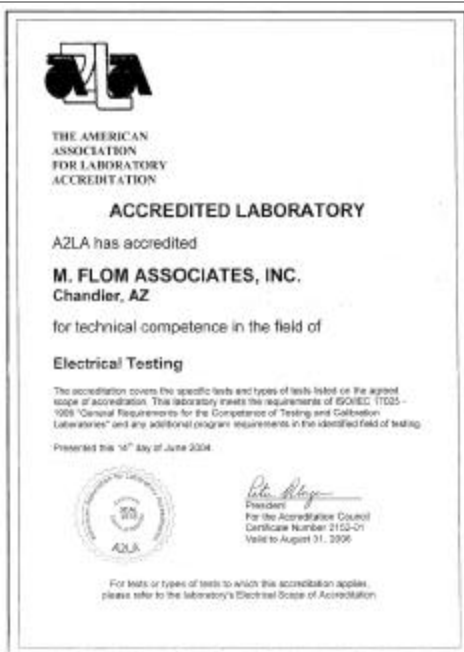 A2LA
THE AMERICAN
ASSOCIATION
FOR LABORATORY
ACCREDITATION
ACCREDITED LABORATORY
A2LA has accredited
M. FLOM ASSOCIATES, INC.
Chandler, AZ
for technical competence in the field of
Electrical Testing
The accreditation covers the specific tests and types of tests listed on the agreed
scope of accreditation. This laboratory meets the requirements of ISO/IEC 17025 -
1999 "General Requirements for the Competence of Testing and Calibration
Laboratories" and any additional program requirements in the identified field of testing.
Presented this 14th day of June 2004.
SEAL
A2LA
President
For the Accreditation Council
Certificate Number 2152-01
Valid to August 31, 2006
For tests or types of tests to which this accreditation applies,
please refer to the laboratory's Electrical Scope of Accreditation